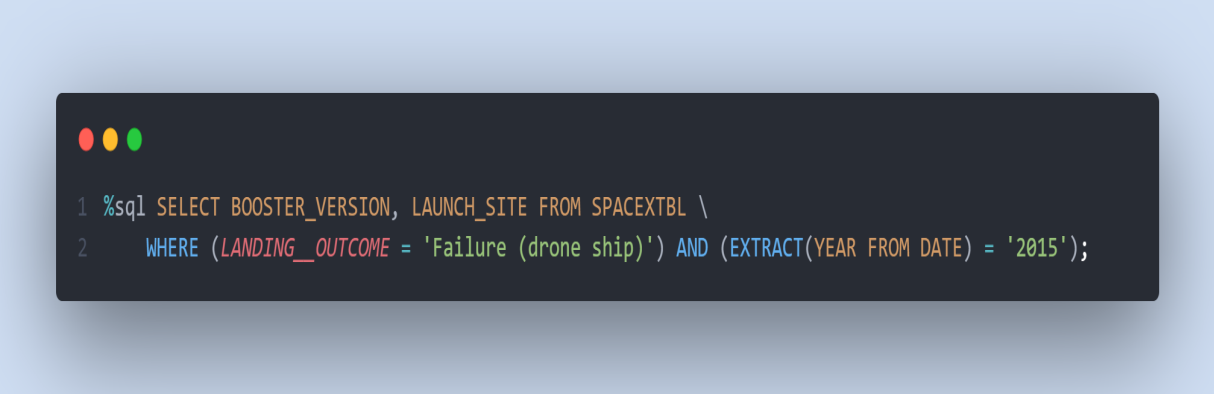 1 %sql SELECT BOOSTER_VERSION, LAUNCH_SITE FROM SPACEXTBL \
2 WHERE (LANDING__OUTCOME = 'Failure (drone ship)') AND (EXTRACT(YEAR FROM DATE) = '2015');